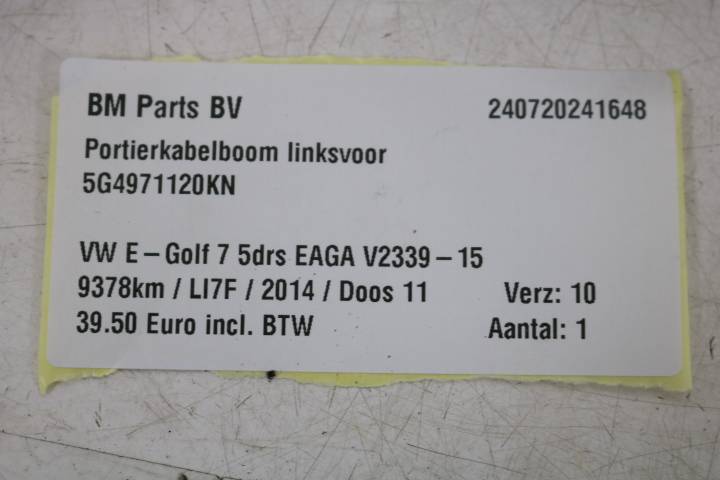 BM Parts BV 240720241648
Portierkabelboom linksvoor
5G4971120KN
VW E-Golf 7 5drs EAGA V2339-15
9378km / LI7F / 2014 / Doos 11 Verz: 10
39.50 Euro incl. BTW Aantal: 1